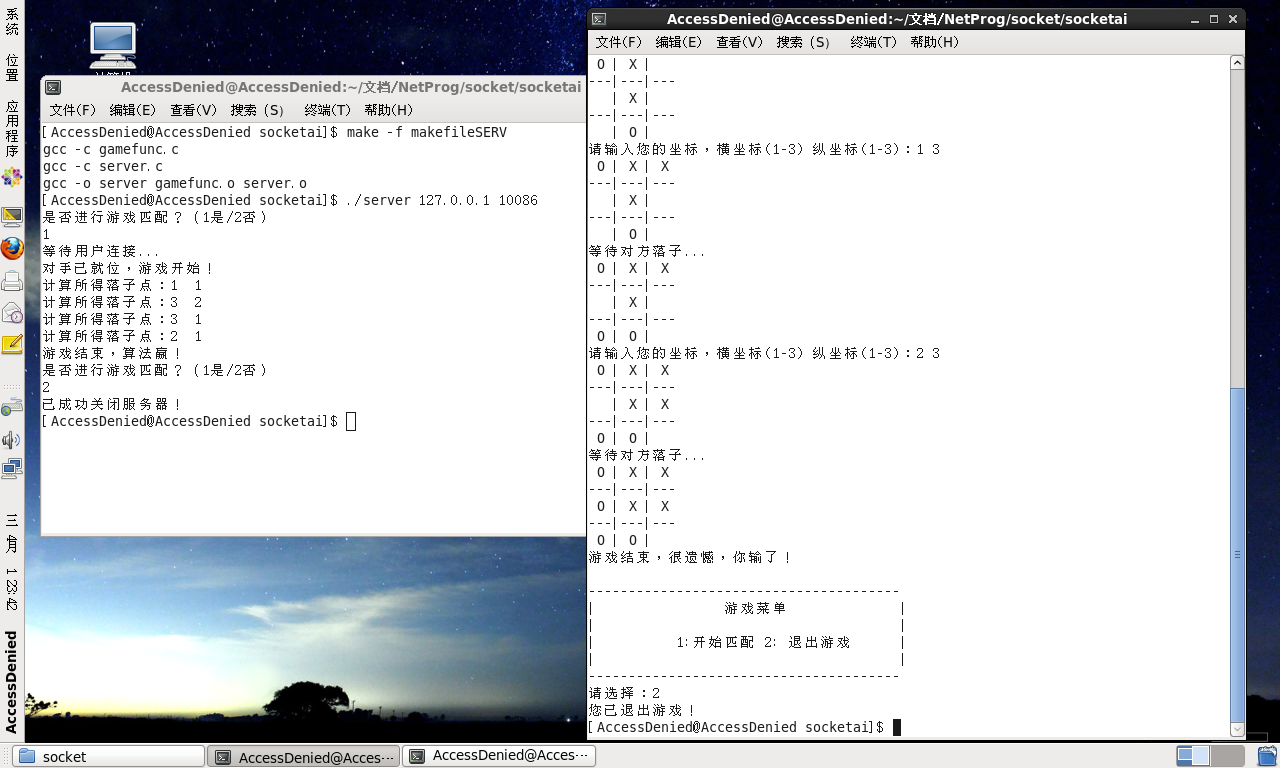 系统
位置
应用程序
三 月
1:23:42
AccessDenied
AccessDenied@AccessDenied:~/文档/NetProg/socket/socketai
文件(F) 编辑(E) 查看(V) 搜索 (S) 终端(T) 帮助(H)
[AccessDenied@AccessDenied socketai]$ make -f makefileSERV
gcc -c gamefunc.c
gcc -c server.c
gcc -o server gamefunc.o server.o
[AccessDenied@AccessDenied socketai]$ ./server 127.0.0.1 10086
是否进行游戏匹配？(1是/2否)
1
等待用户连接...
对手已就位，游戏开始！
计算所得落子点：1 1
计算所得落子点：3 2
计算所得落子点：3 1
计算所得落子点：2 1
游戏结束，算法赢！
是否进行游戏匹配？(1是/2否)
2
已成功关闭服务器！
[AccessDenied@AccessDenied socketai]$
AccessDenied@AccessDenied:~/文档/NetProg/socket/socketai
文件(F) 编辑(E) 查看(V) 搜索 (S) 终端(T) 帮助(H)
O | X |
---|---|---
| X |
---|---|---
| O |
请输入您的坐标，横坐标(1-3) 纵坐标(1-3)：1 3
O | X | X
---|---|---
| X |
---|---|---
| O |
等待对方落子...
O | X | X
---|---|---
| X |
---|---|---
O | O |
请输入您的坐标，横坐标(1-3) 纵坐标(1-3)：2 3
O | X | X
---|---|---
| X | X
---|---|---
O | O |
等待对方落子...
O | X | X
---|---|---
O | X | X
---|---|---
O | O |
游戏结束，很遗憾，你输了！
---------------------------------------
| 游戏菜单 |
| |
| 1:开始匹配 2: 退出游戏 |
| |
---------------------------------------
请选择：2
您已退出游戏！
[AccessDenied@AccessDenied socketai]$
socket
AccessDenied@Acces···
AccessDenied@Acces···